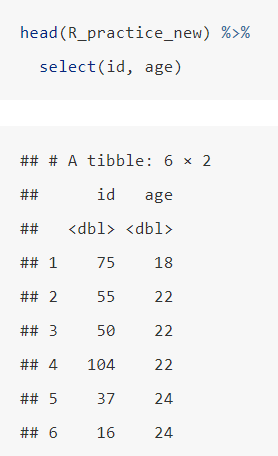 head(R_practice_new) %>%
  select(id, age)
## # A tibble: 6 × 2
##      id   age
##   <dbl> <dbl>
## 1    75    18
## 2    55    22
## 3    50    22
## 4   104    22
## 5    37    24
## 6    16    24